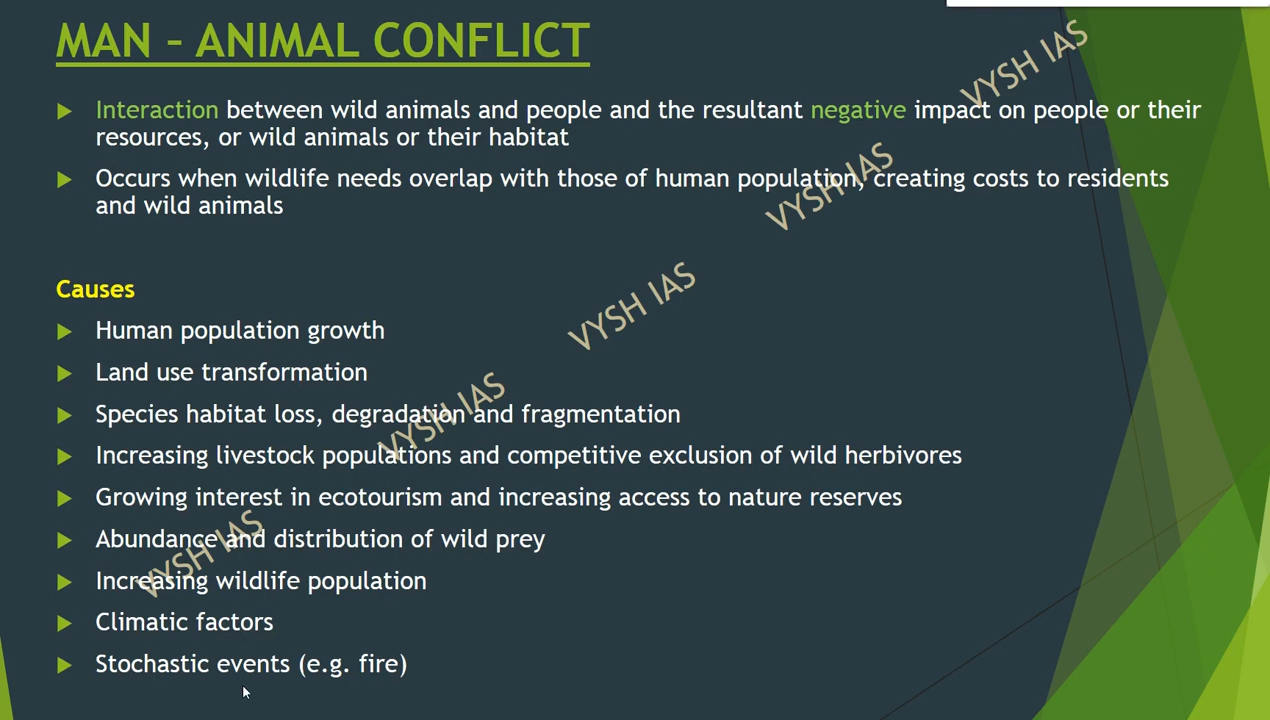 MAN – ANIMAL CONFLICT
Interaction between wild animals and people and the resultant negative impact on people or their
resources, or wild animals or their habitat
Occurs when wildlife needs overlap with those of human population, creating costs to residents
and wild animals
Causes
Human population growth
Land use transformation
Species habitat loss, degradation and fragmentation
Increasing livestock populations and competitive exclusion of wild herbivores
Growing interest in ecotourism and increasing access to nature reserves
Abundance and distribution of wild prey
Increasing wildlife population
Climatic factors
Stochastic events (e.g. fire)
VYSH IAS
VYSH IAS
VYSH IAS
VYSH IAS
VYSH IAS